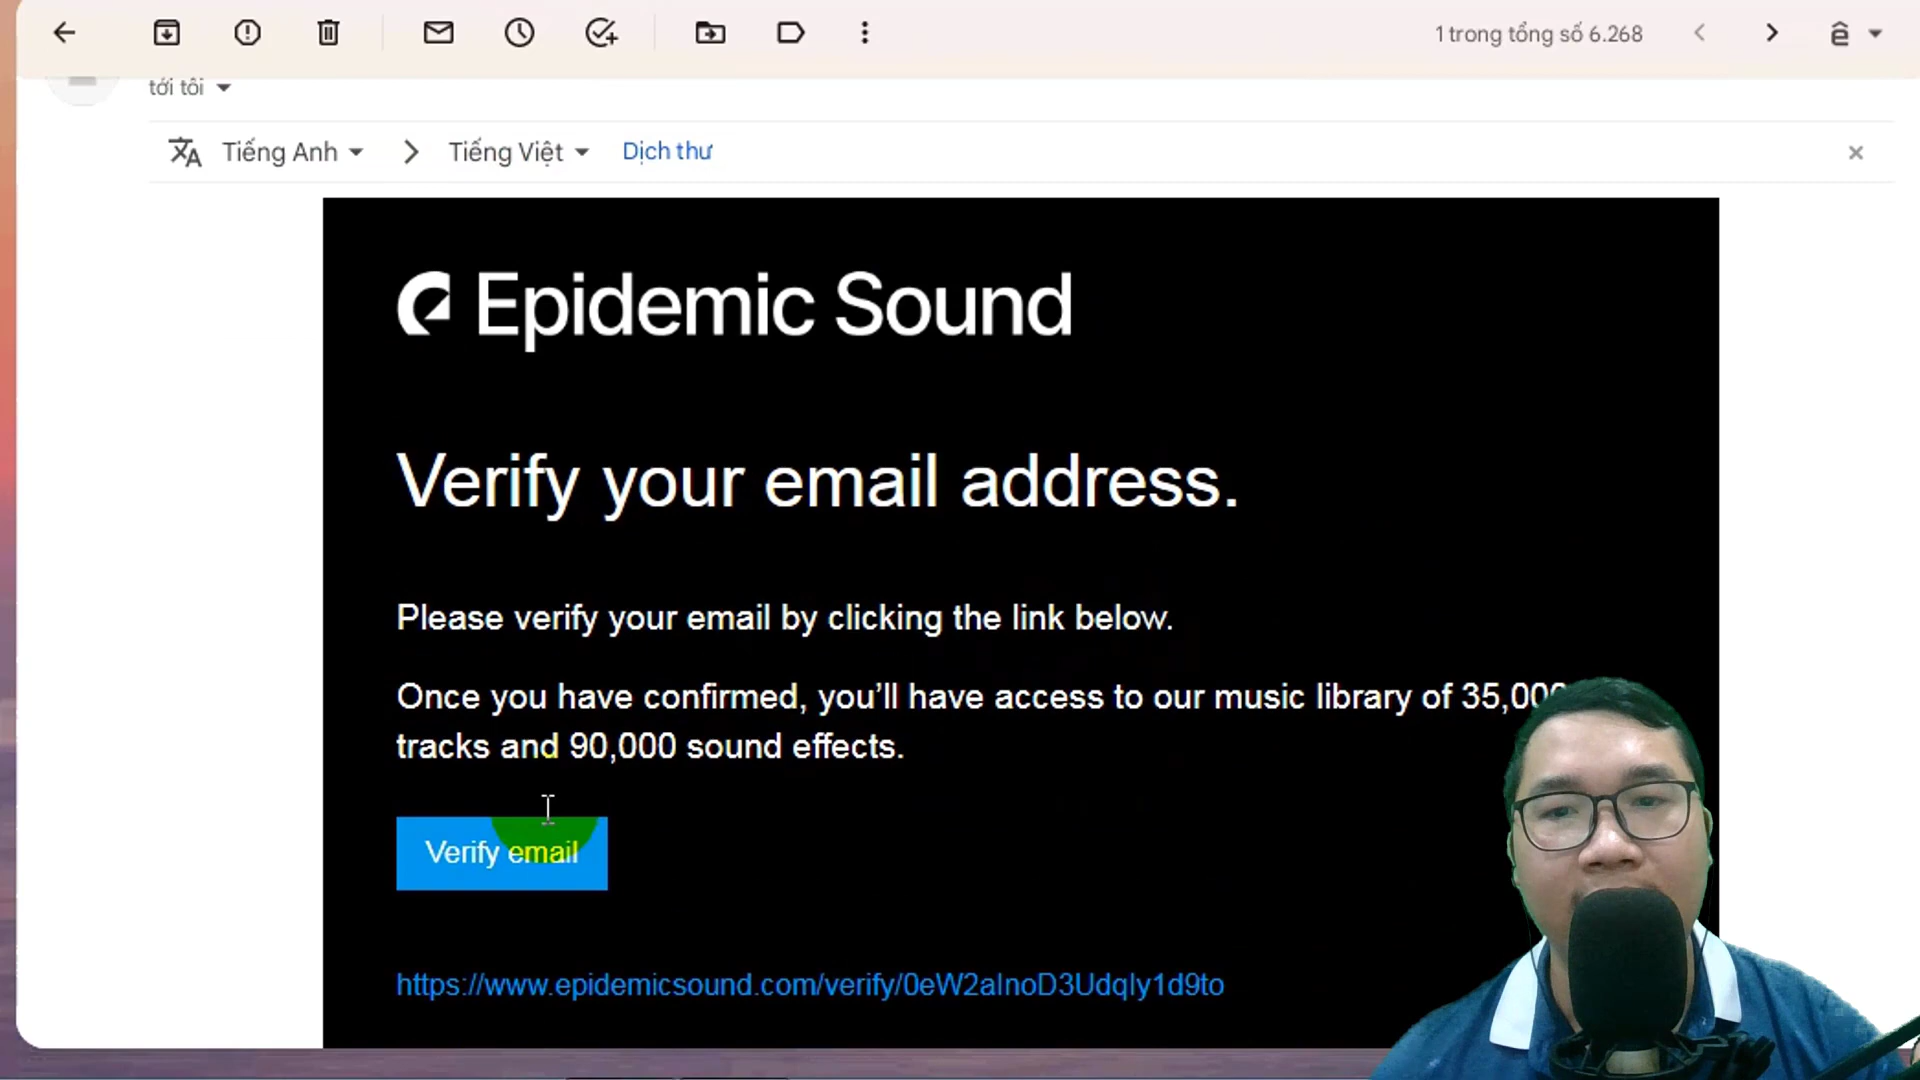 1 trong tổng số 6.268
ê
tới tôi
Tiếng Anh > Tiếng Việt Dịch thư
Epidemic Sound
Verify your email address.
Please verify your email by clicking the link below.
Once you have confirmed, you’ll have access to our music library of 35,000
tracks and 90,000 sound effects.
Verify email
https://www.epidemicsound.com/verify/0eW2alnoD3Udqly1d9to